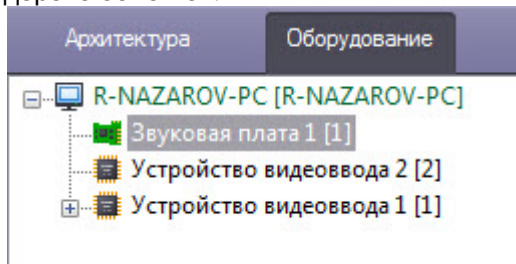 Архитектура Оборудование
R-NAZAROV-PC [R-NAZAROV-PC]
Звуковая плата 1 [1]
Устройство видеоввода 2 [2]
Устройство видеоввода 1 [1]